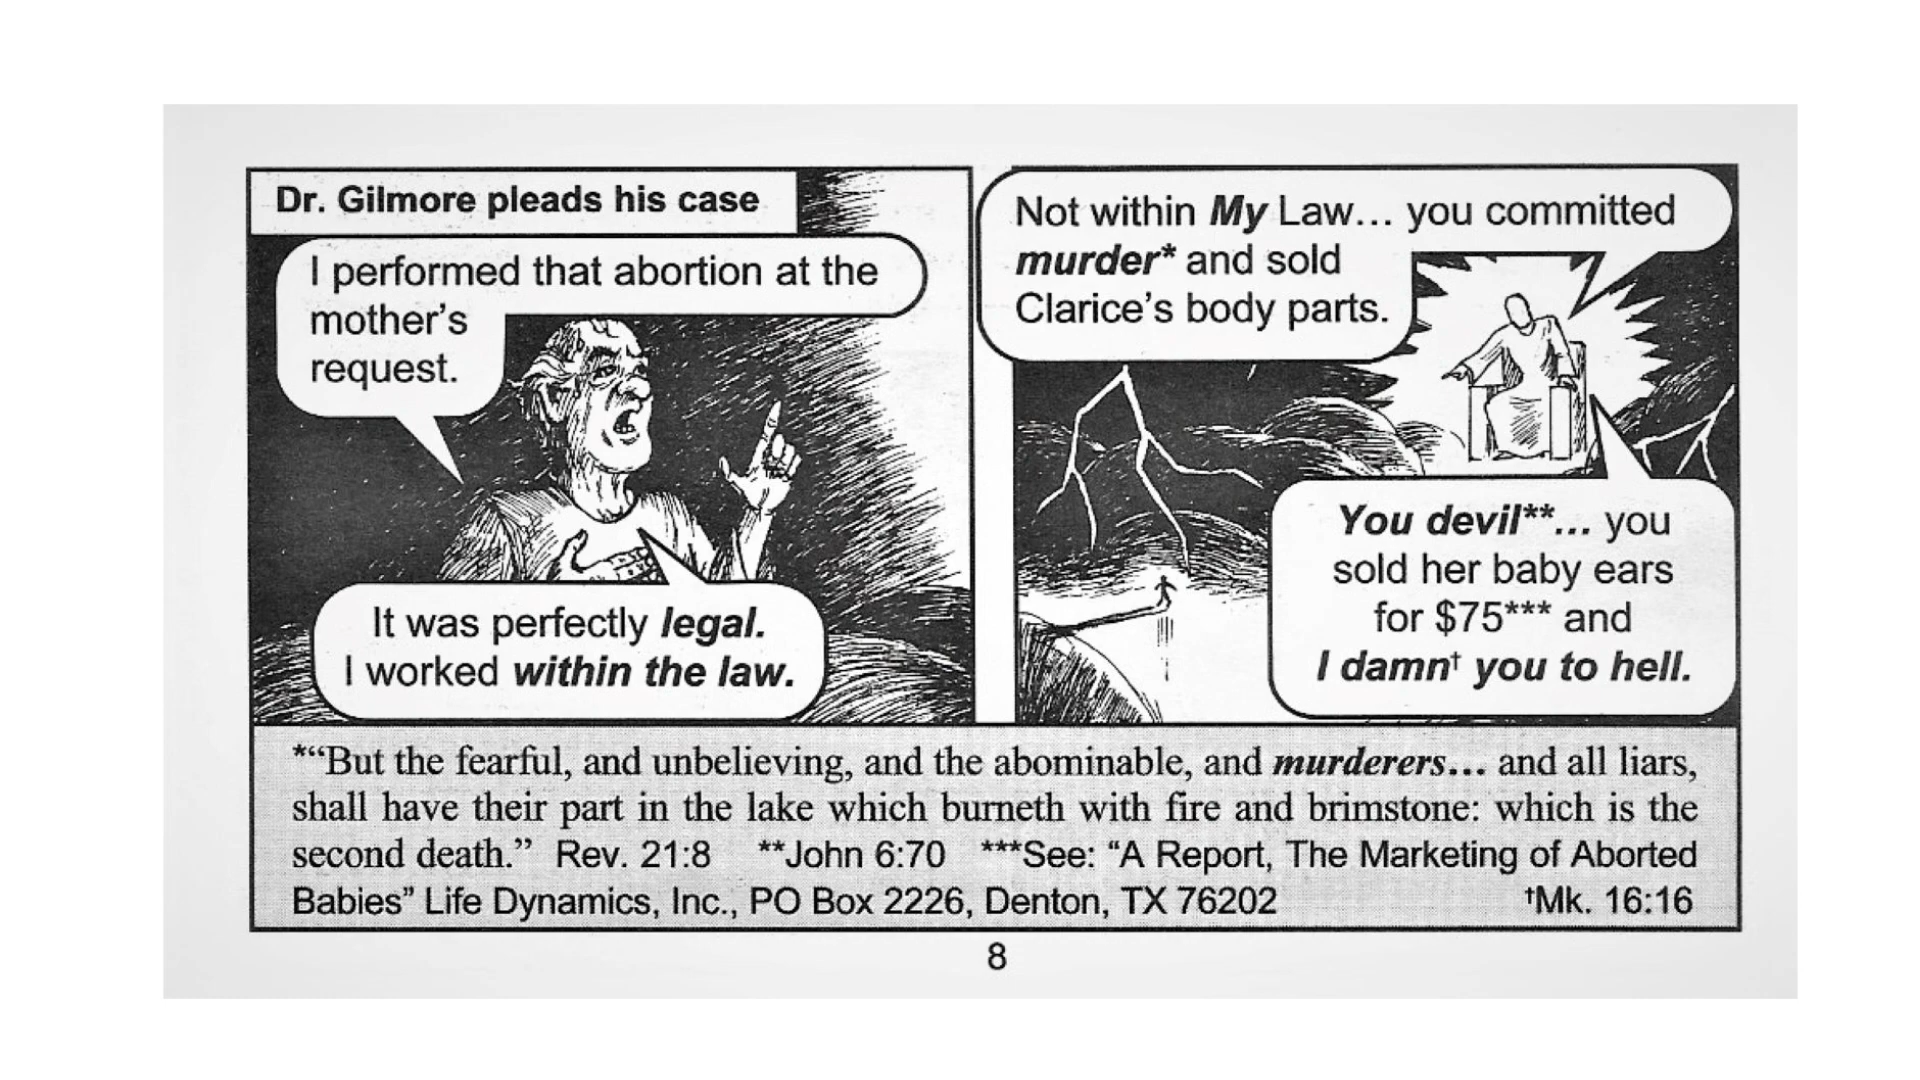 Dr. Gilmore pleads his case
I performed that abortion at the
mother's
request.
It was perfectly legal.
I worked within the law.
Not within My Law... you committed
murder* and sold
Clarice's body parts.
You devil**... you
sold her baby ears
for $75*** and
I damn† you to hell.
*“But the fearful, and unbelieving, and the abominable, and murderers... and all liars,
shall have their part in the lake which burneth with fire and brimstone: which is the
second death.” Rev. 21:8 **John 6:70 ***See: “A Report, The Marketing of Aborted
Babies” Life Dynamics, Inc., PO Box 2226, Denton, TX 76202 †Mk. 16:16
8